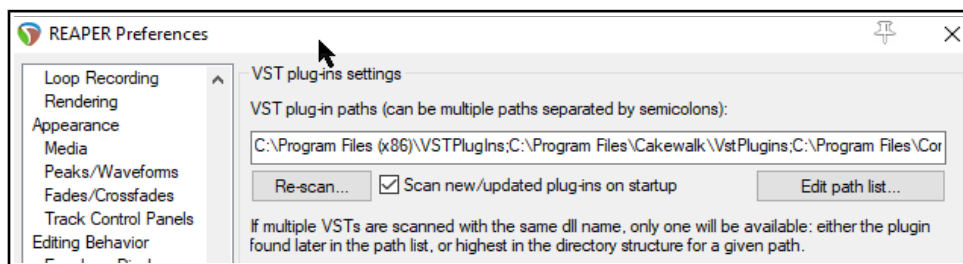 REAPER Preferences
Loop Recording
Rendering
Appearance
Media
Peaks/Waveforms
Fades/Crossfades
Track Control Panels
Editing Behavior
VST plug-ins settings
VST plug-in paths (can be multiple paths separated by semicolons):
C:\Program Files (x86)\VSTPlugIns;C:\Program Files\Cakewalk\VstPlugins;C:\Program Files\Cor
Re-scan... Scan new/updated plug-ins on startup Edit path list...
If multiple VSTs are scanned with the same dll name, only one will be available: either the plugin
found later in the path list, or highest in the directory structure for a given path.